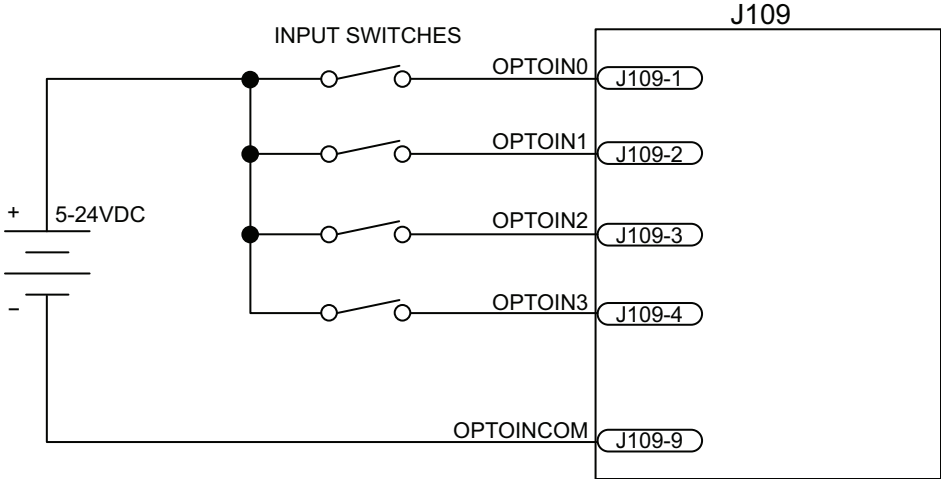 J109
INPUT SWITCHES
OPTOIN0
J109-1
OPTOIN1
J109-2
+ 5-24VDC
OPTOIN2
J109-3
−
OPTOIN3
J109-4
OPTOINCOM
J109-9